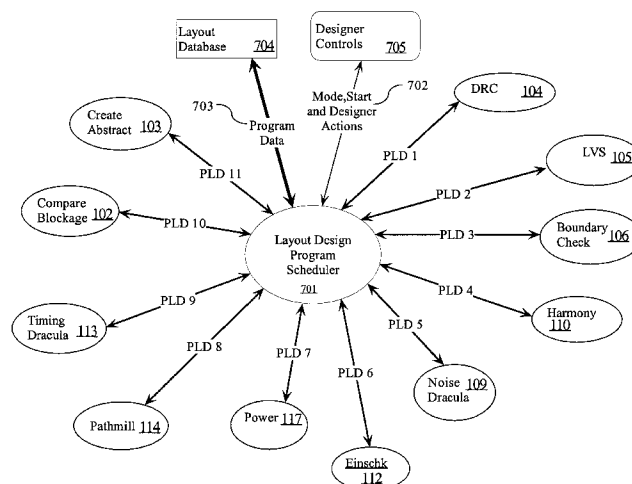 Layout
Database 704
Designer
Controls 705
703
Program
Data
Mode,Start
and Designer
Actions
702
DRC
104
Create
Abstract
103
PLD 11
PLD 1
LVS
105
PLD 2
Compare
Blockage 102
PLD 10
PLD 3
Boundary
Check 106
Layout Design
Program
Scheduler
701
PLD 9
PLD 4
Timing
Dracula 113
Harmony
110
PLD 8
PLD 5
PLD 7
PLD 6
Noise 109
Dracula
Pathmill 114
Power 117
Einschk
112